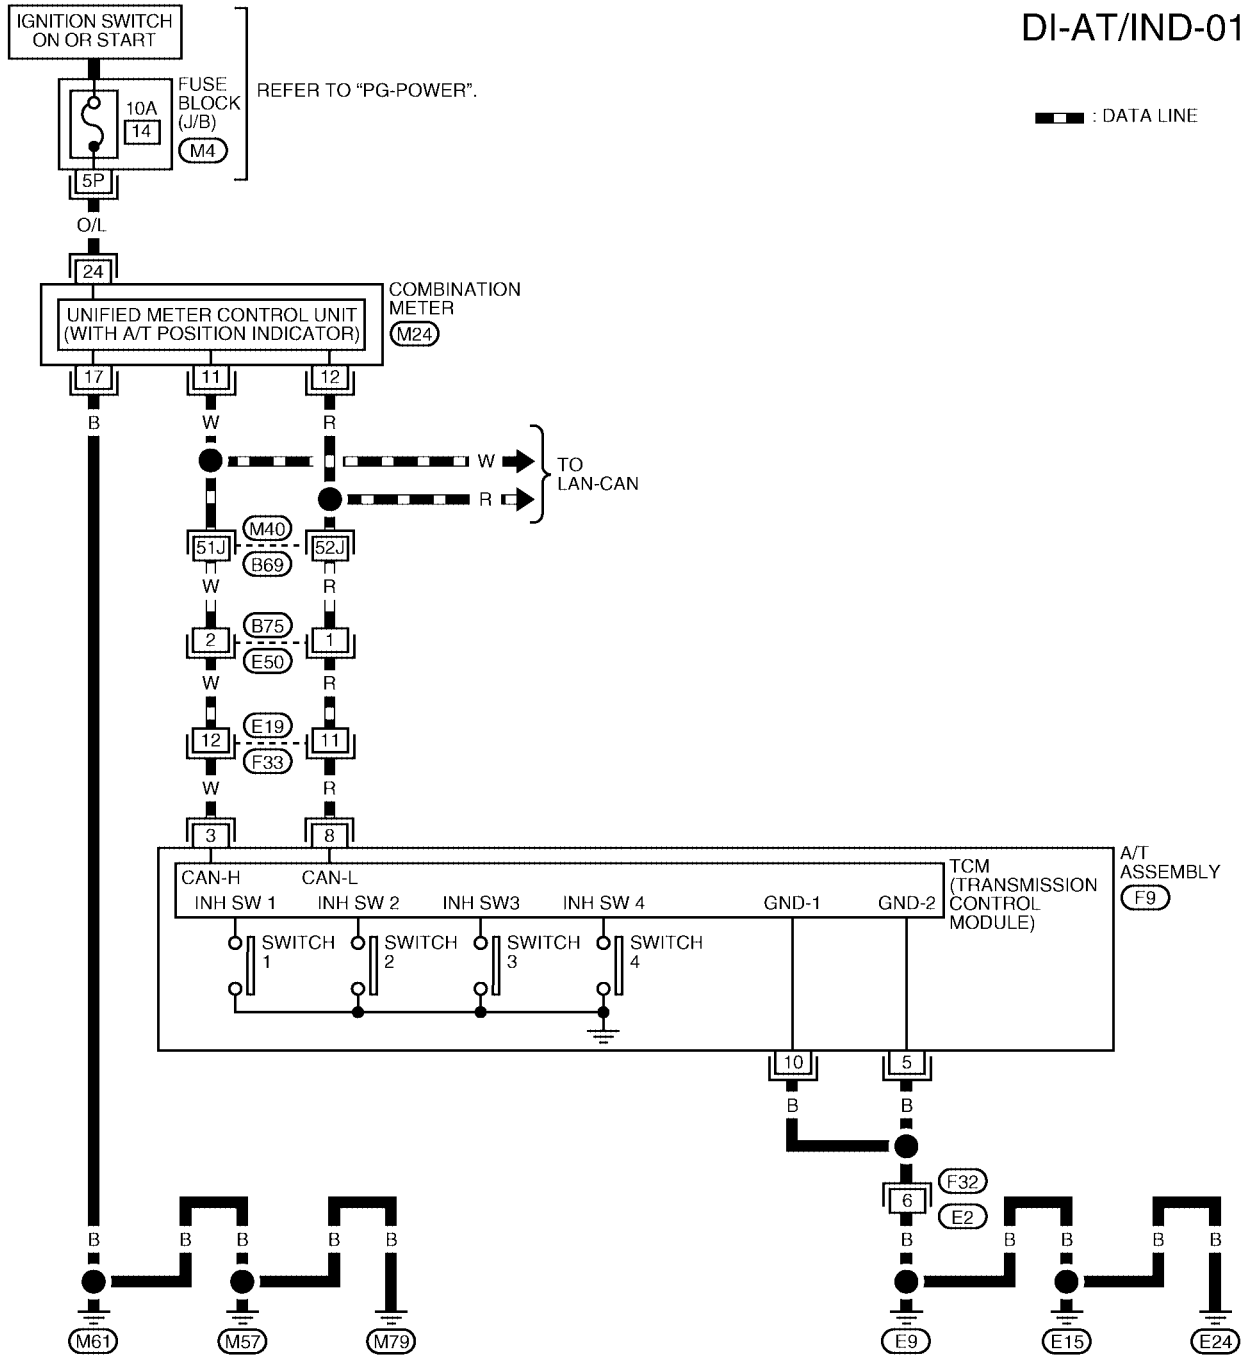 DI-AT/IND-01
IGNITION SWITCH
ON OR START
FUSE
BLOCK
(J/B)
M4
10A
14
REFER TO “PG-POWER”.
: DATA LINE
5P
O/L
24
COMBINATION
METER
M24
UNIFIED METER CONTROL UNIT
(WITH A/T POSITION INDICATOR)
17
11
12
B
W
R
W
R
TO
LAN-CAN
51J
M40
B69
52J
W
R
2
B75
E50
1
W
R
12
E19
F33
11
W
R
3
8
A/T
ASSEMBLY
F9
TCM
(TRANSMISSION
CONTROL
MODULE)
CAN-H
CAN-L
INH SW 1
INH SW 2
INH SW3
INH SW 4
GND-1
GND-2
SWITCH
1
SWITCH
2
SWITCH
3
SWITCH
4
10
5
B
B
6
F32
E2
B
B
B
B
B
B
B
B
B
B
M61
M57
M79
E9
E15
E24